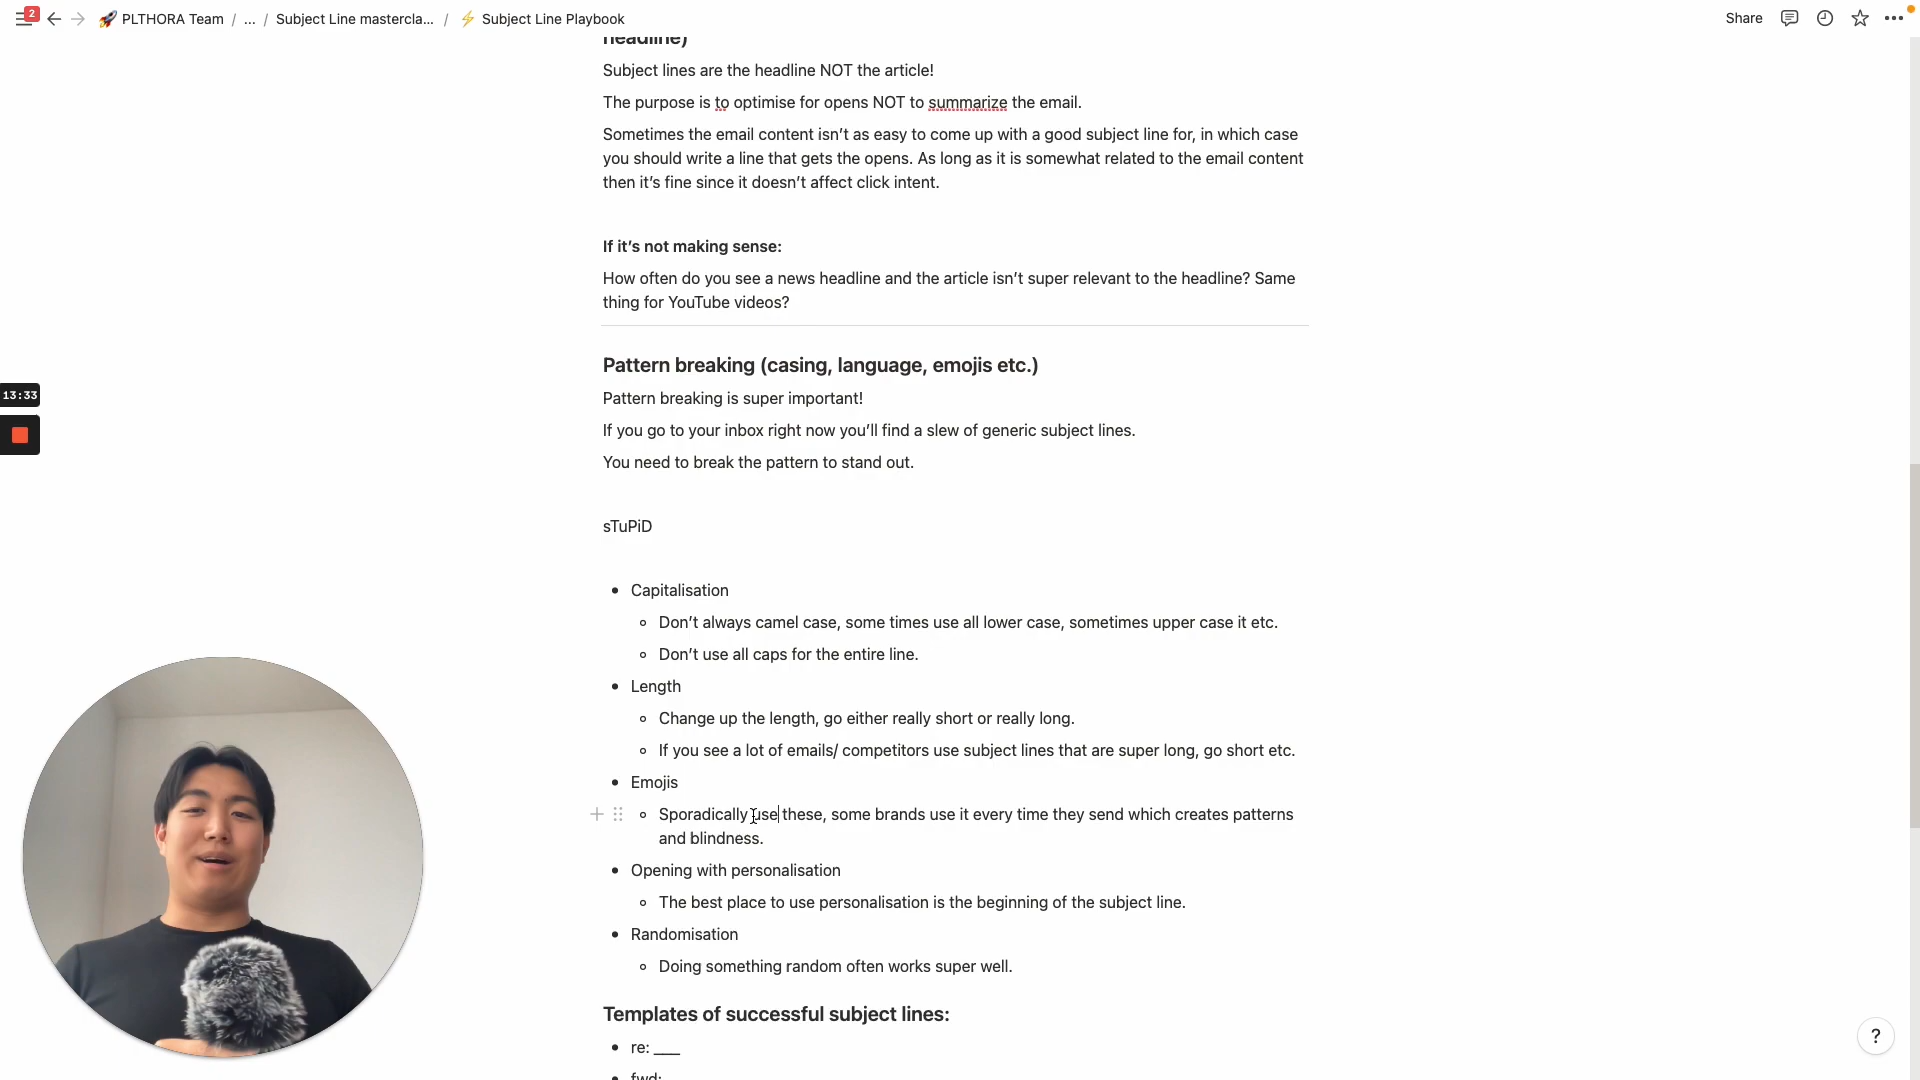 2
PLTHORA Team / ... / Subject Line mastercla... / Subject Line Playbook
Share
headline)
Subject lines are the headline NOT the article!
The purpose is to optimise for opens NOT to summarize the email.
Sometimes the email content isn’t as easy to come up with a good subject line for, in which case
you should write a line that gets the opens. As long as it is somewhat related to the email content
then it’s fine since it doesn’t affect click intent.
If it’s not making sense:
How often do you see a news headline and the article isn’t super relevant to the headline? Same
thing for YouTube videos?
Pattern breaking (casing, language, emojis etc.)
13:33
Pattern breaking is super important!
If you go to your inbox right now you’ll find a slew of generic subject lines.
You need to break the pattern to stand out.
sTuPiD
• Capitalisation
◦ Don’t always camel case, some times use all lower case, sometimes upper case it etc.
◦ Don’t use all caps for the entire line.
• Length
◦ Change up the length, go either really short or really long.
◦ If you see a lot of emails/ competitors use subject lines that are super long, go short etc.
• Emojis
◦ Sporadically use these, some brands use it every time they send which creates patterns
and blindness.
• Opening with personalisation
◦ The best place to use personalisation is the beginning of the subject line.
• Randomisation
◦ Doing something random often works super well.
Templates of successful subject lines:
• re: ___
• fwd:
?